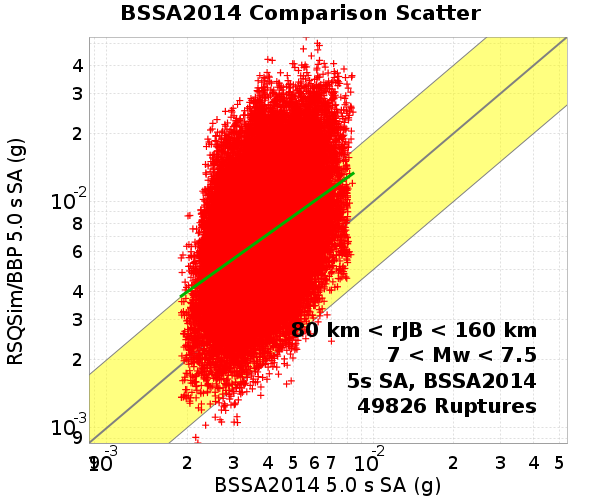 BSSA2014 Comparison Scatter
RSQSim/BBP 5.0 s SA (g)
4
3
2
10-2
8
6
4
3
2
10-3
9
80 km < rJB < 160 km
7 < Mw < 7.5
5s SA, BSSA2014
49826 Ruptures
9 10-3 2 3 4 5 6 7 10-2 2 3 4 5
BSSA2014 5.0 s SA (g)